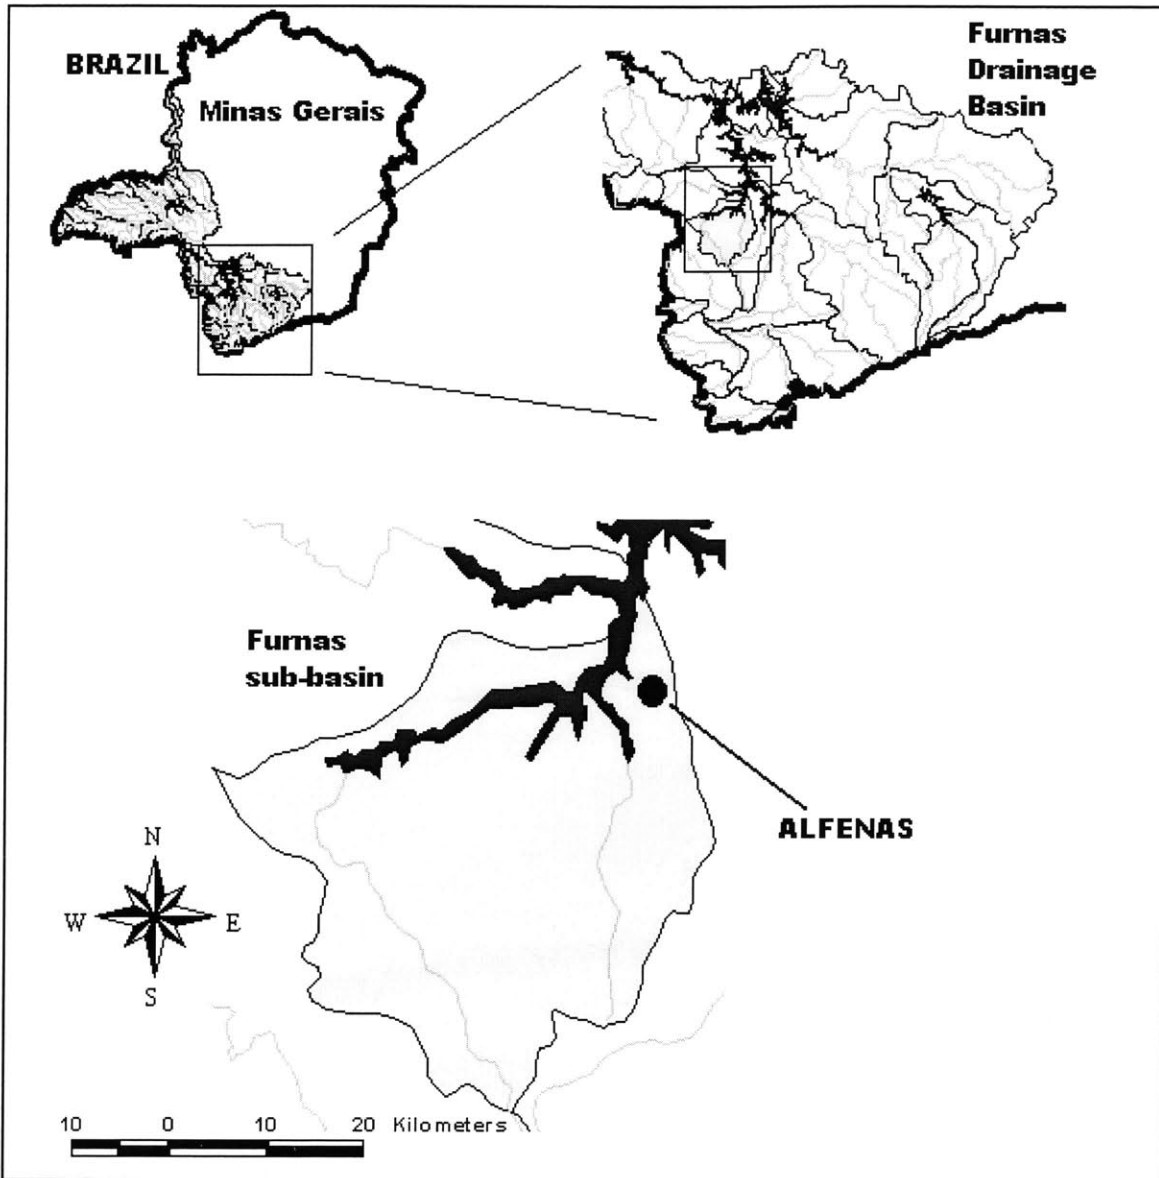 BRAZIL
Minas Gerais
Furnas
Drainage
Basin
Furnas
sub-basin
ALFENAS
N
W E
S
10 0 10 20 Kilometers